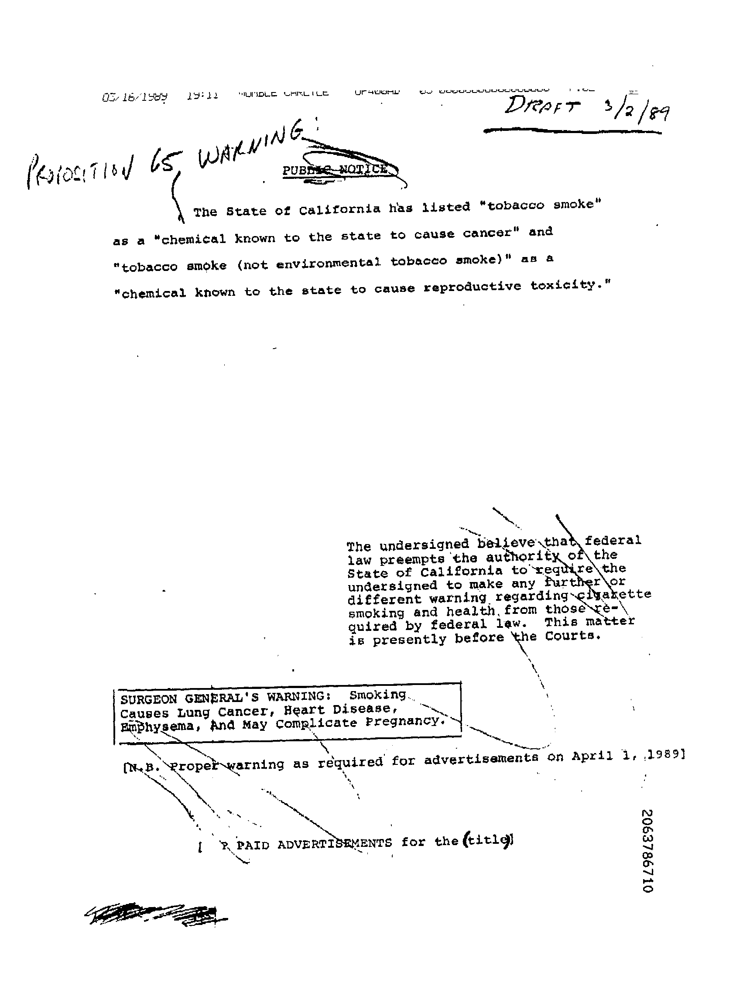 03/16/1989 19:11
DRAFT 3/2/89
PROPOSITION 65 WARNING:
PUBLIC NOTICE
The State of California has listed "tobacco smoke"
as a "chemical known to the state to cause cancer" and
"tobacco smoke (not environmental tobacco smoke)" as a
"chemical known to the state to cause reproductive toxicity."
The undersigned believe that federal
law preempts the authority of the
State of California to require the
undersigned to make any further or
different warning regarding cigarette
smoking and health from those re-
quired by federal law. This matter
is presently before the Courts.
SURGEON GENERAL'S WARNING: Smoking
Causes Lung Cancer, Heart Disease,
Emphysema, And May Complicate Pregnancy.
[N.B. Proper warning as required for advertisements on April 1, 1989]
PAID ADVERTISEMENTS for the (title)]
2063786710